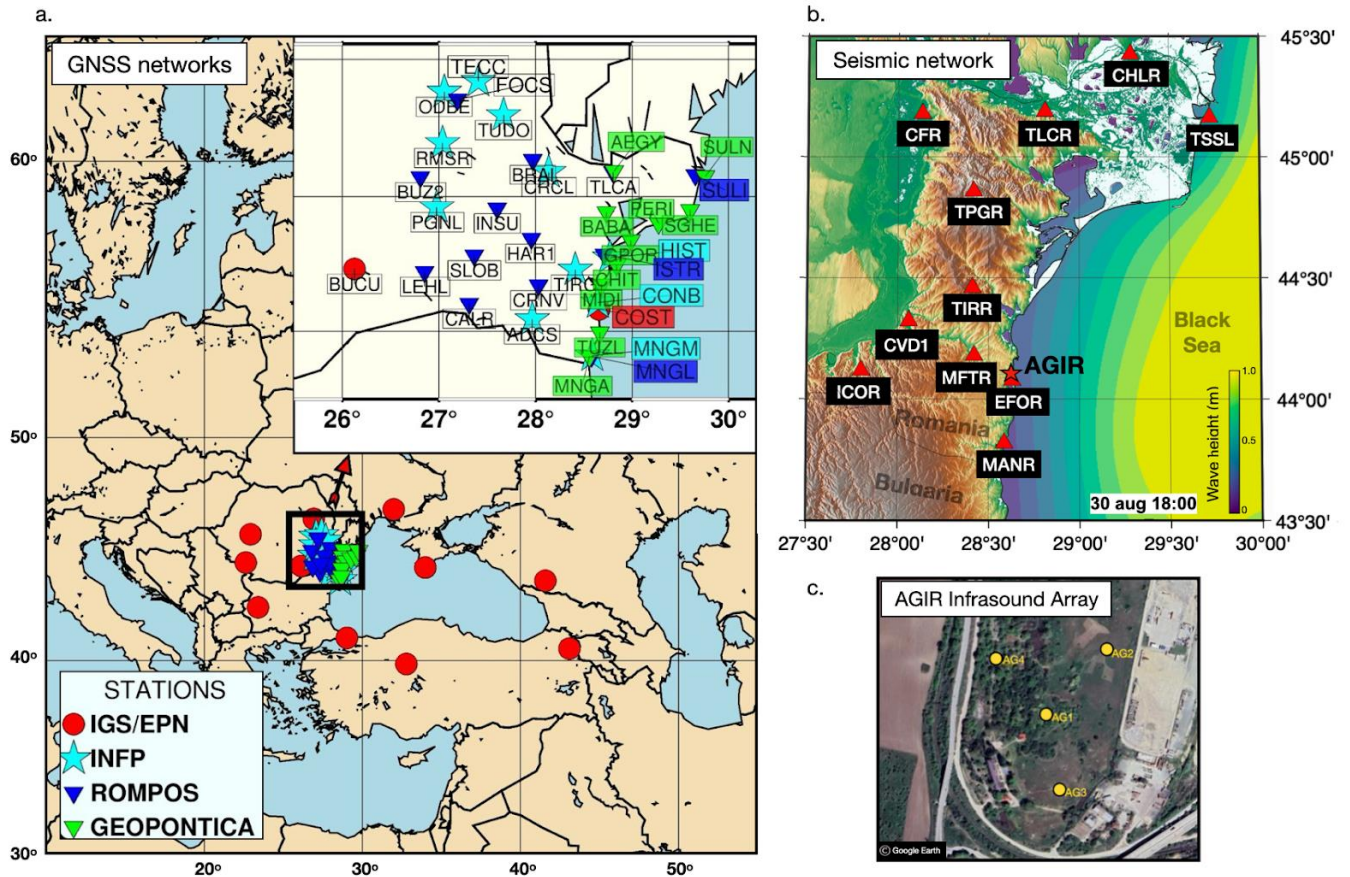 a.
GNSS networks
TECC
FOCS
ODBE
TUDO
RMSR
BRAI
CRCL
AEGY
SULN
BUZ2
TLCA
SULI
PGNL
INSU
BABA
PERI
SGHE
HAR1
GPOR
HIST
SLOB
ISTR
BUCU
LEHL
TIRG
CHIT
CRNV
MIDI
CONB
CALR
COST
ADCS
TUZL
MNGM
MNGL
MNGA
26
27
28
29
30
60°
50°
40°
30°
20°
30°
40°
50°
STATIONS
IGS/EPN
INFP
ROMPOS
GEOPONTICA
b.
Seismic network
CHLR
CFR
TLCR
TSSL
TPGR
TIRR
CVD1
Black
Sea
MFTR
AGIR
ICOR
EFOR
Romania
MANR
Bulgaria
30 aug 18:00
Wave height (m)
1.0
0.5
0
45°30'
45°00'
44°30'
44°00'
43°30'
27°30'
28°00'
28°30'
29°00'
29°30'
30°00'
c.
AGIR Infrasound Array
AG2
AG4
AG1
AG3
© Google Earth